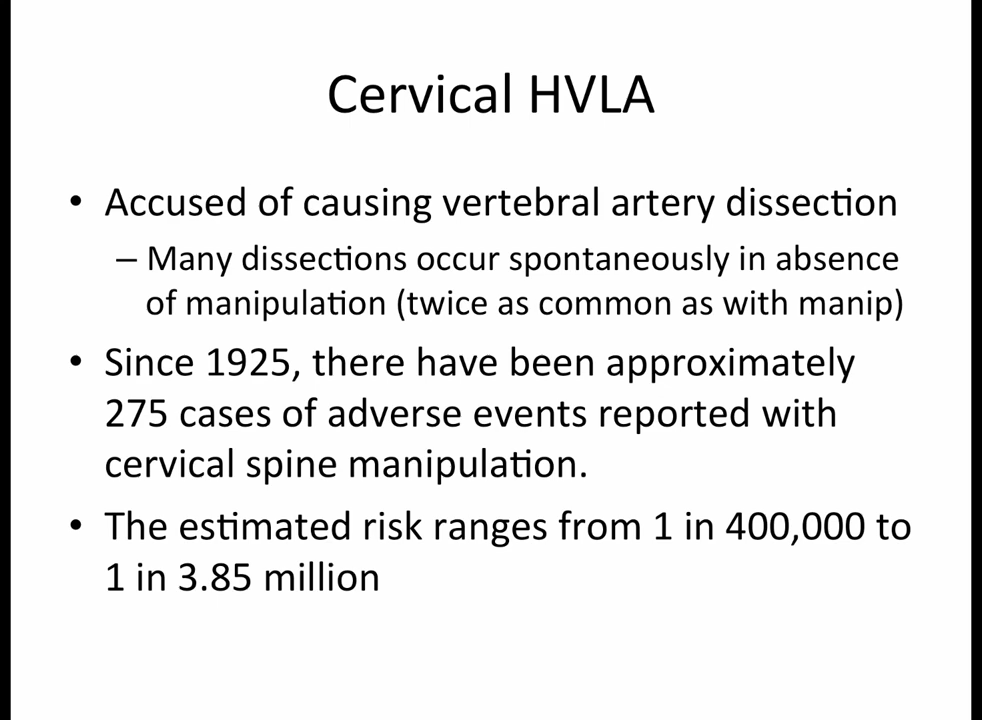 Cervical HVLA
• Accused of causing vertebral artery dissection
– Many dissections occur spontaneously in absence
of manipulation (twice as common as with manip)
• Since 1925, there have been approximately
275 cases of adverse events reported with
cervical spine manipulation.
• The estimated risk ranges from 1 in 400,000 to
1 in 3.85 million